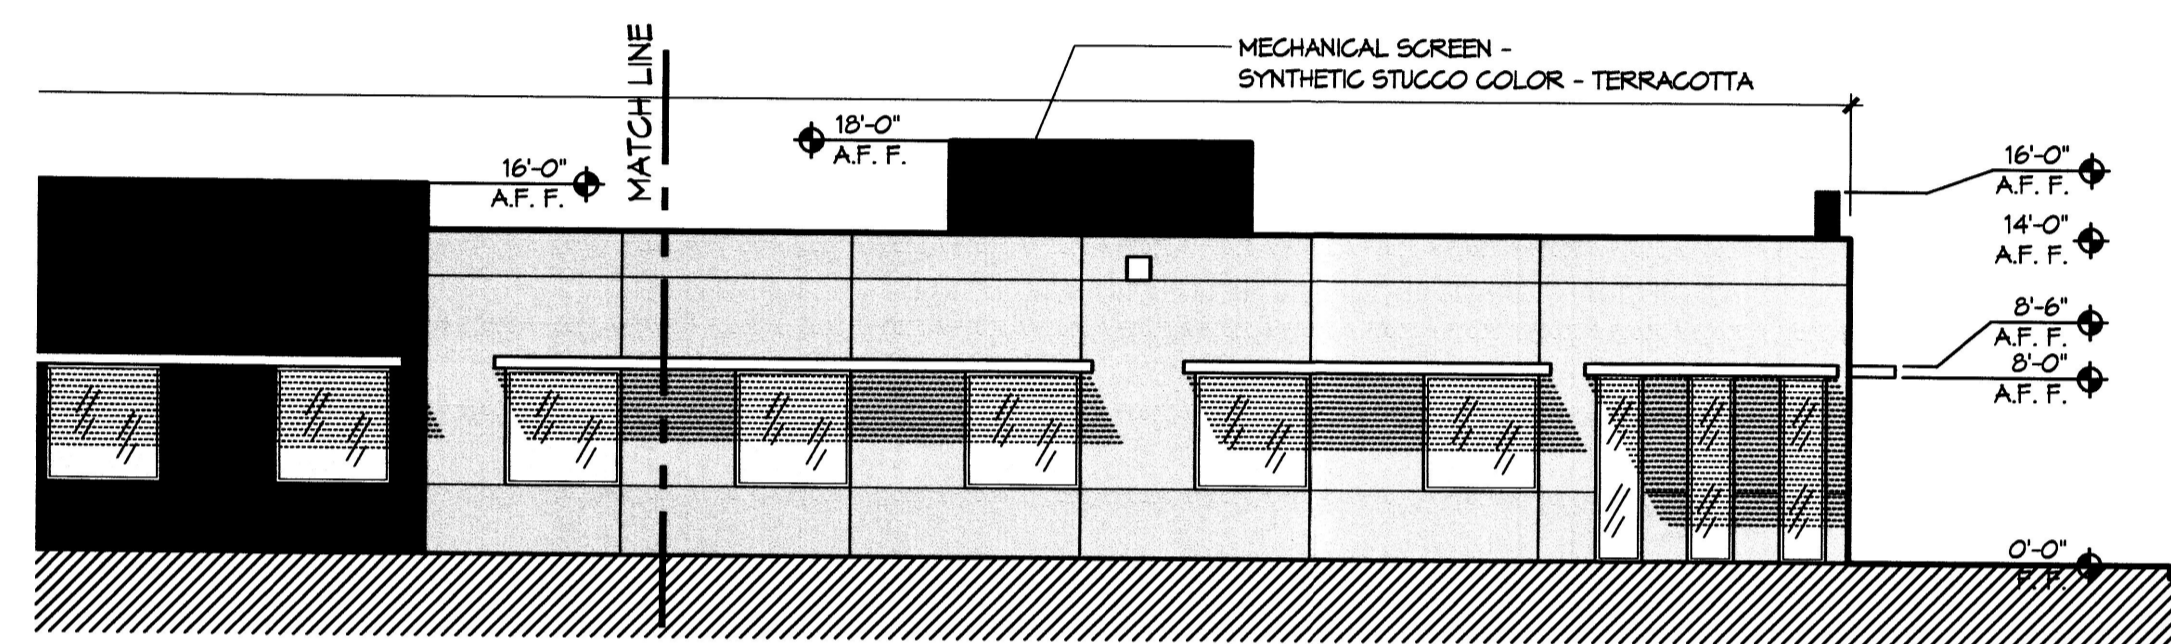 MECHANICAL SCREEN -
SYNTHETIC STUCCO COLOR - TERRACOTTA
MATCH LINE
18'-0"
A.F. F.
16'-0"
A.F. F.
16'-0"
A.F. F.
14'-0"
A.F. F.
8'-6"
A.F. F.
8'-0"
A.F. F.
0'-0"
F. F.